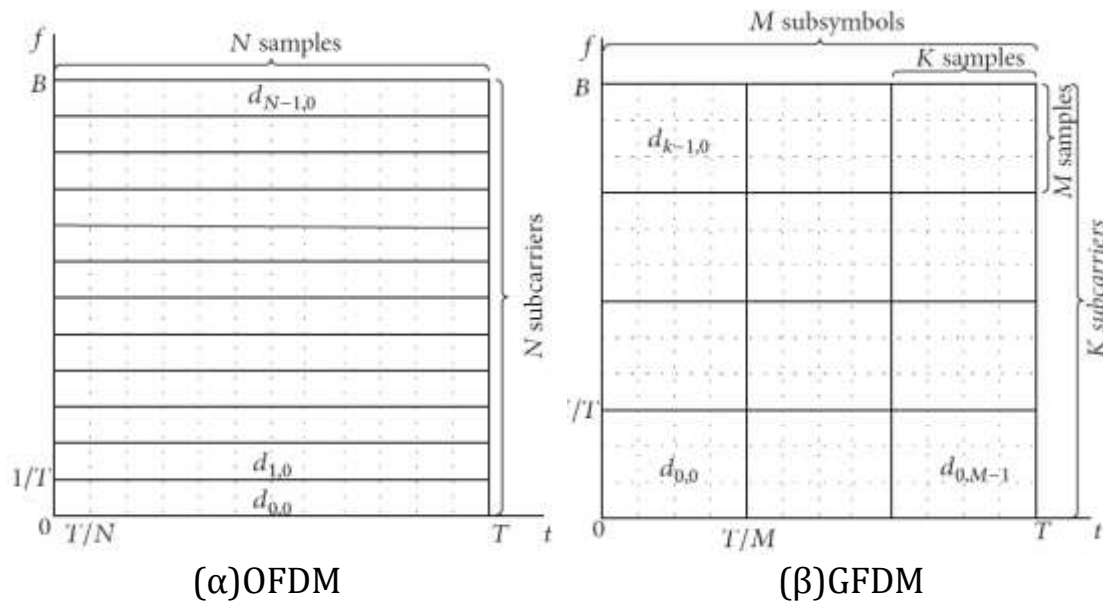 f
N samples
B
d_{N-1,0}
N subcarriers
1/T
d_{1,0}
d_{0,0}
0
T/N
T
t
(α)OFDM
M subsymbols
f
K samples
B
d_{k-1,0}
M samples
K subcarriers
/T
d_{0,0}
d_{0,M-1}
0
T/M
T
t
(β)GFDM